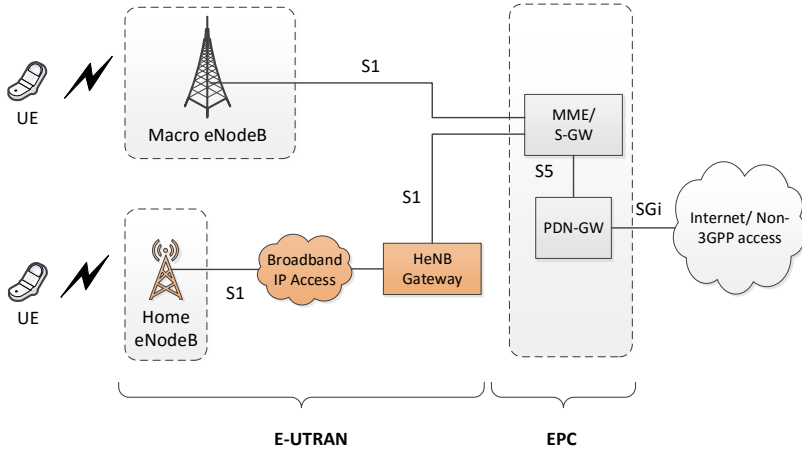 S1
UE
Macro eNodeB
MME/
S-GW
S5
S1
SGi
PDN-GW
Internet/ Non-
3GPP access
Broadband
IP Access
HeNB
Gateway
S1
UE
Home
eNodeB
E-UTRAN
EPC